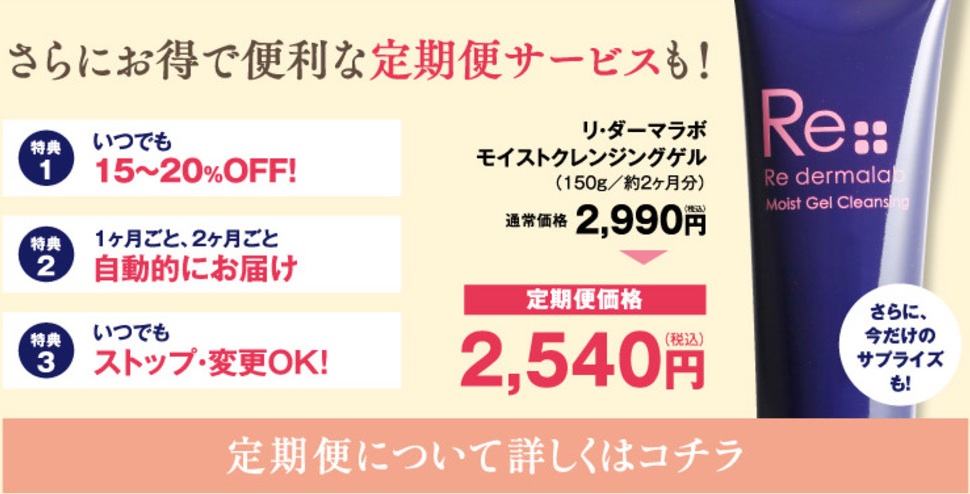 さらにお得で便利な定期便サービスも!
特典
1
いつでも
15~20%OFF!
特典
2
1ヶ月ごと、2ヶ月ごと
自動的にお届け
特典
3
いつでも
ストップ・変更OK!
リ・ダーマラボ
モイストクレンジングゲル
(150g/約2ヶ月分)
通常価格 2,990円(税込)
定期便価格
2,540円(税込)
Re
Re dermalab
Moist Gel Cleansing
さらに、
今だけの
サプライズ
も!
定期便について詳しくはコチラ